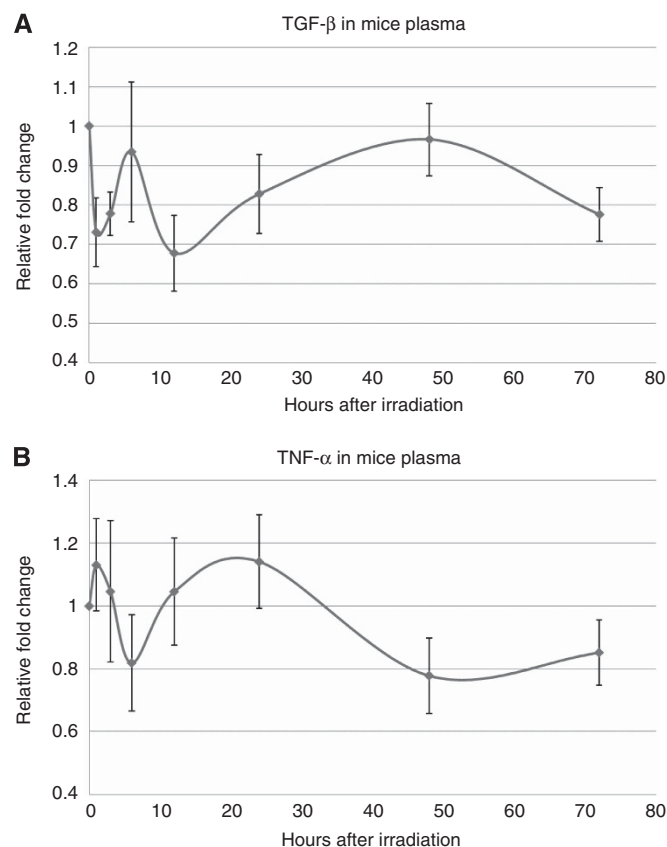 A
TGF-β in mice plasma
Relative fold change
1.2
1.1
1
0.9
0.8
0.7
0.6
0.5
0.4
0 10 20 30 40 50 60 70 80
Hours after irradiation
B
TNF-α in mice plasma
Relative fold change
1.4
1.2
1
0.8
0.6
0.4
0 10 20 30 40 50 60 70 80
Hours after irradiation